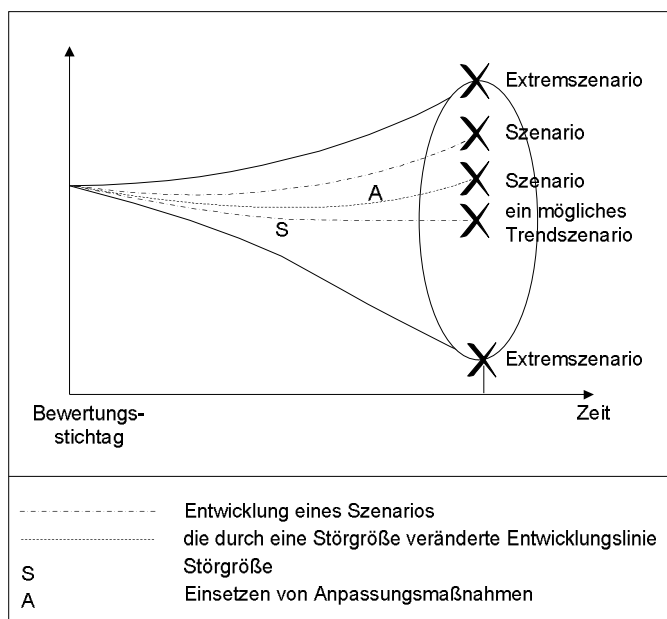 Extremszenario
Szenario
A
Szenario
S
ein mögliches
Trendszenario
Extremszenario
Bewertungs-
stichtag
Zeit
Entwicklung eines Szenarios
die durch eine Störgröße veränderte Entwicklungslinie
S Störgröße
A Einsetzen von Anpassungsmaßnahmen